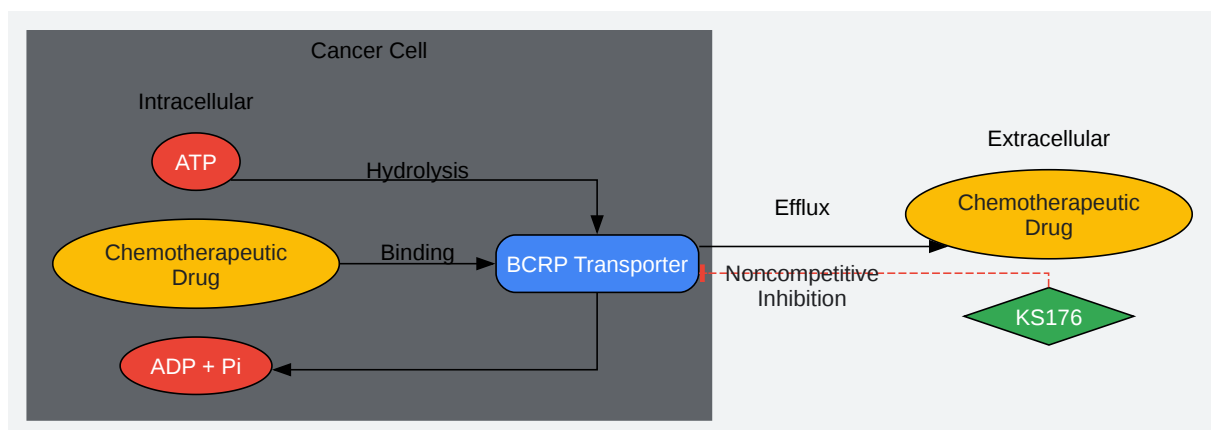 Cancer Cell
Intracellular
ATP
Hydrolysis
Chemotherapeutic
Drug
Binding
BCRP Transporter
ADP + Pi
Efflux
Noncompetitive
Inhibition
Extracellular
Chemotherapeutic
Drug
KS176